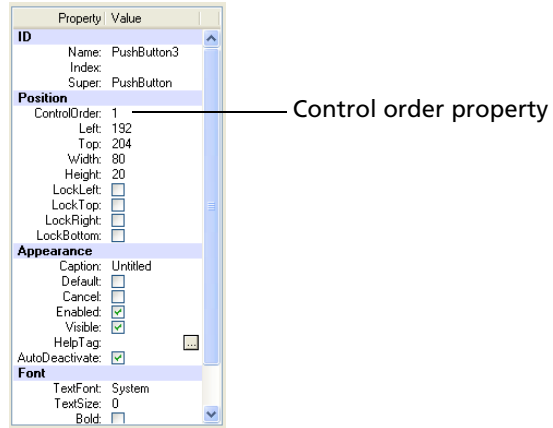 Property Value
ID
Name: PushButton3
Index:
Super: PushButton
Position
ControlOrder: 1
Control order property
Left: 192
Top: 204
Width: 80
Height: 20
LockLeft:
LockTop:
LockRight:
LockBottom:
Appearance
Caption: Untitled
Default:
Cancel:
Enabled:
Visible:
HelpTag: ...
AutoDeactivate:
Font
TextFont: System
TextSize: 0
Bold: